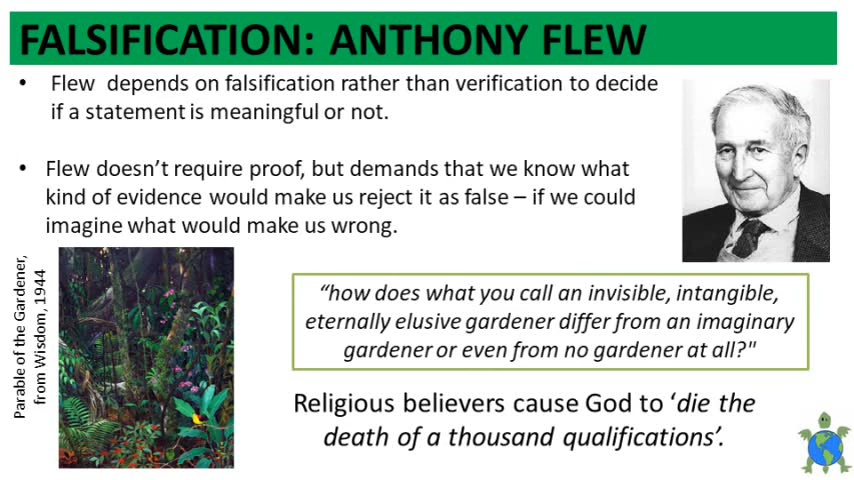 FALSIFICATION: ANTHONY FLEW
• Flew depends on falsification rather than verification to decide
if a statement is meaningful or not.
• Flew doesn’t require proof, but demands that we know what
kind of evidence would make us reject it as false – if we could
imagine what would make us wrong.
Parable of the Gardener,
from Wisdom, 1944
“how does what you call an invisible, intangible,
eternally elusive gardener differ from an imaginary
gardener or even from no gardener at all?"
Religious believers cause God to ‘die the
death of a thousand qualifications’.